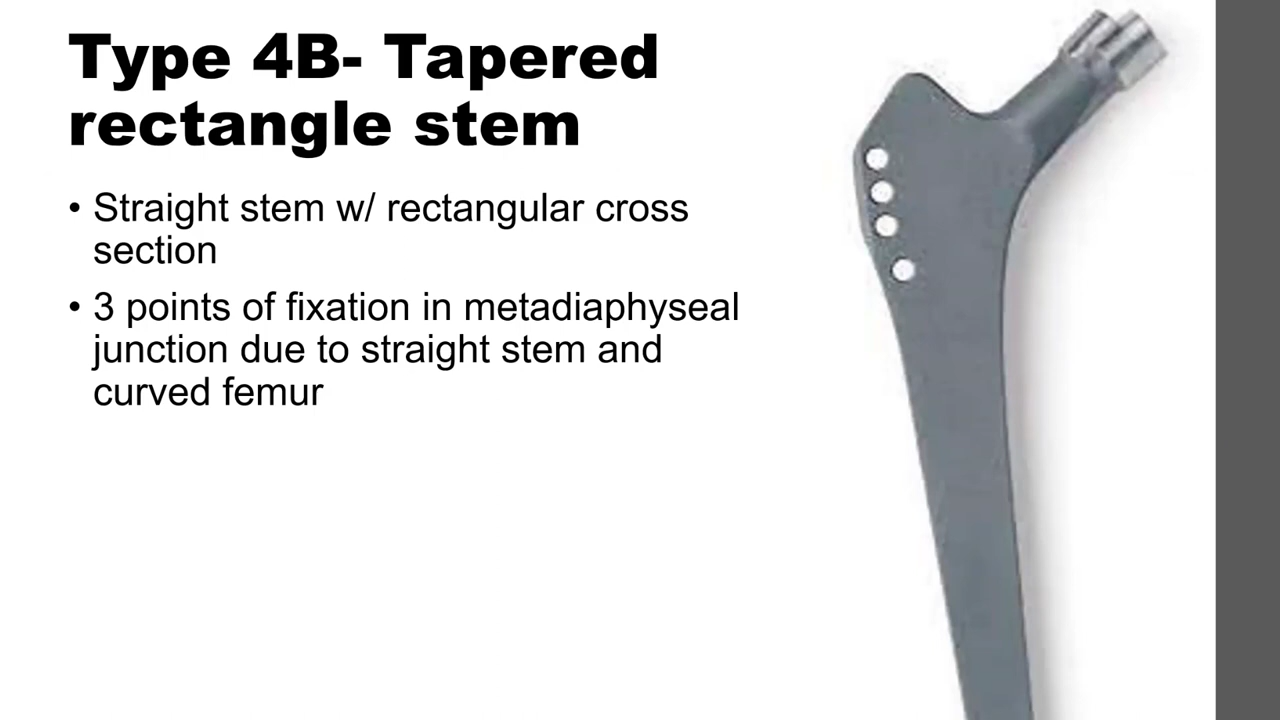 Type 4B- Tapered
rectangle stem
• Straight stem w/ rectangular cross
section
• 3 points of fixation in metadiaphyseal
junction due to straight stem and
curved femur